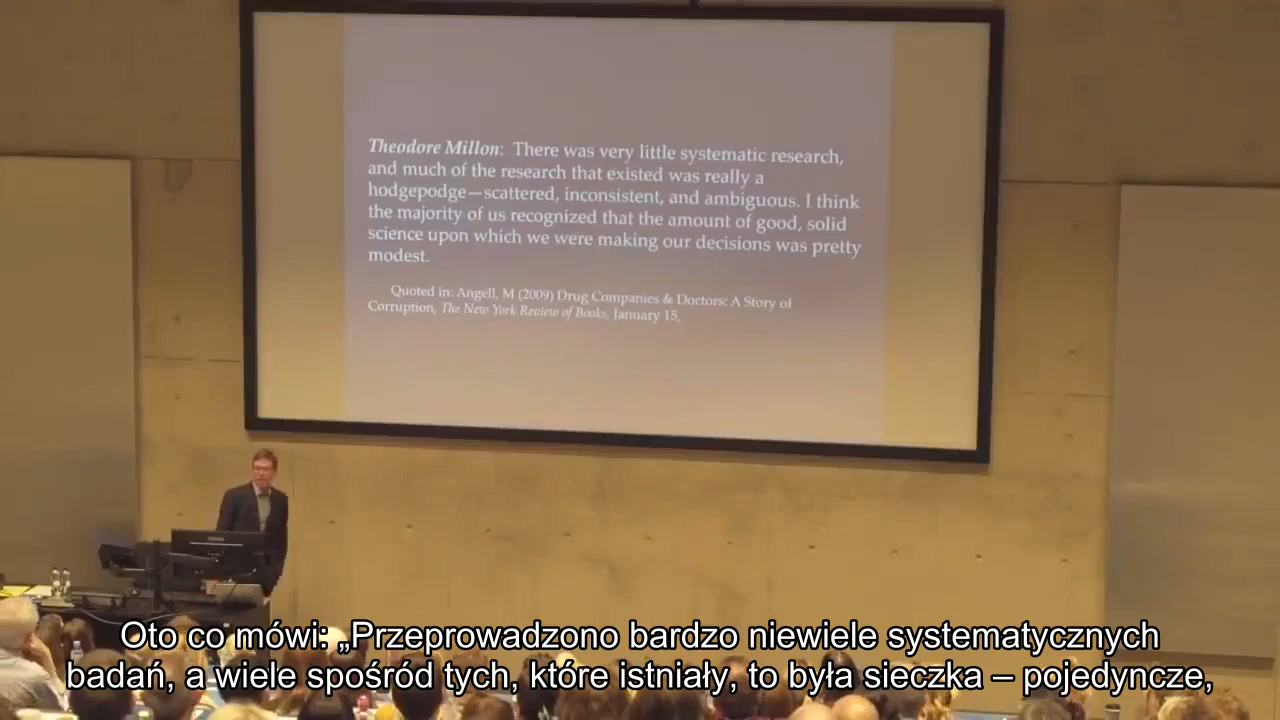 Theodore Millon: There was very little systematic research,
and much of the research that existed was really a
hodgepodge—scattered, inconsistent, and ambiguous. I think
the majority of us recognized that the amount of good, solid
science upon which we were making our decisions was pretty
modest.
Quoted in: Angell, M (2009) Drug Companies & Doctors: A Story of
Corruption, The New York Review of Books, January 15,
Oto co mówi: „Przeprowadzono bardzo niewiele systematycznych
badań, a wiele spośród tych, które istniały, to była sieczka – pojedyncze,